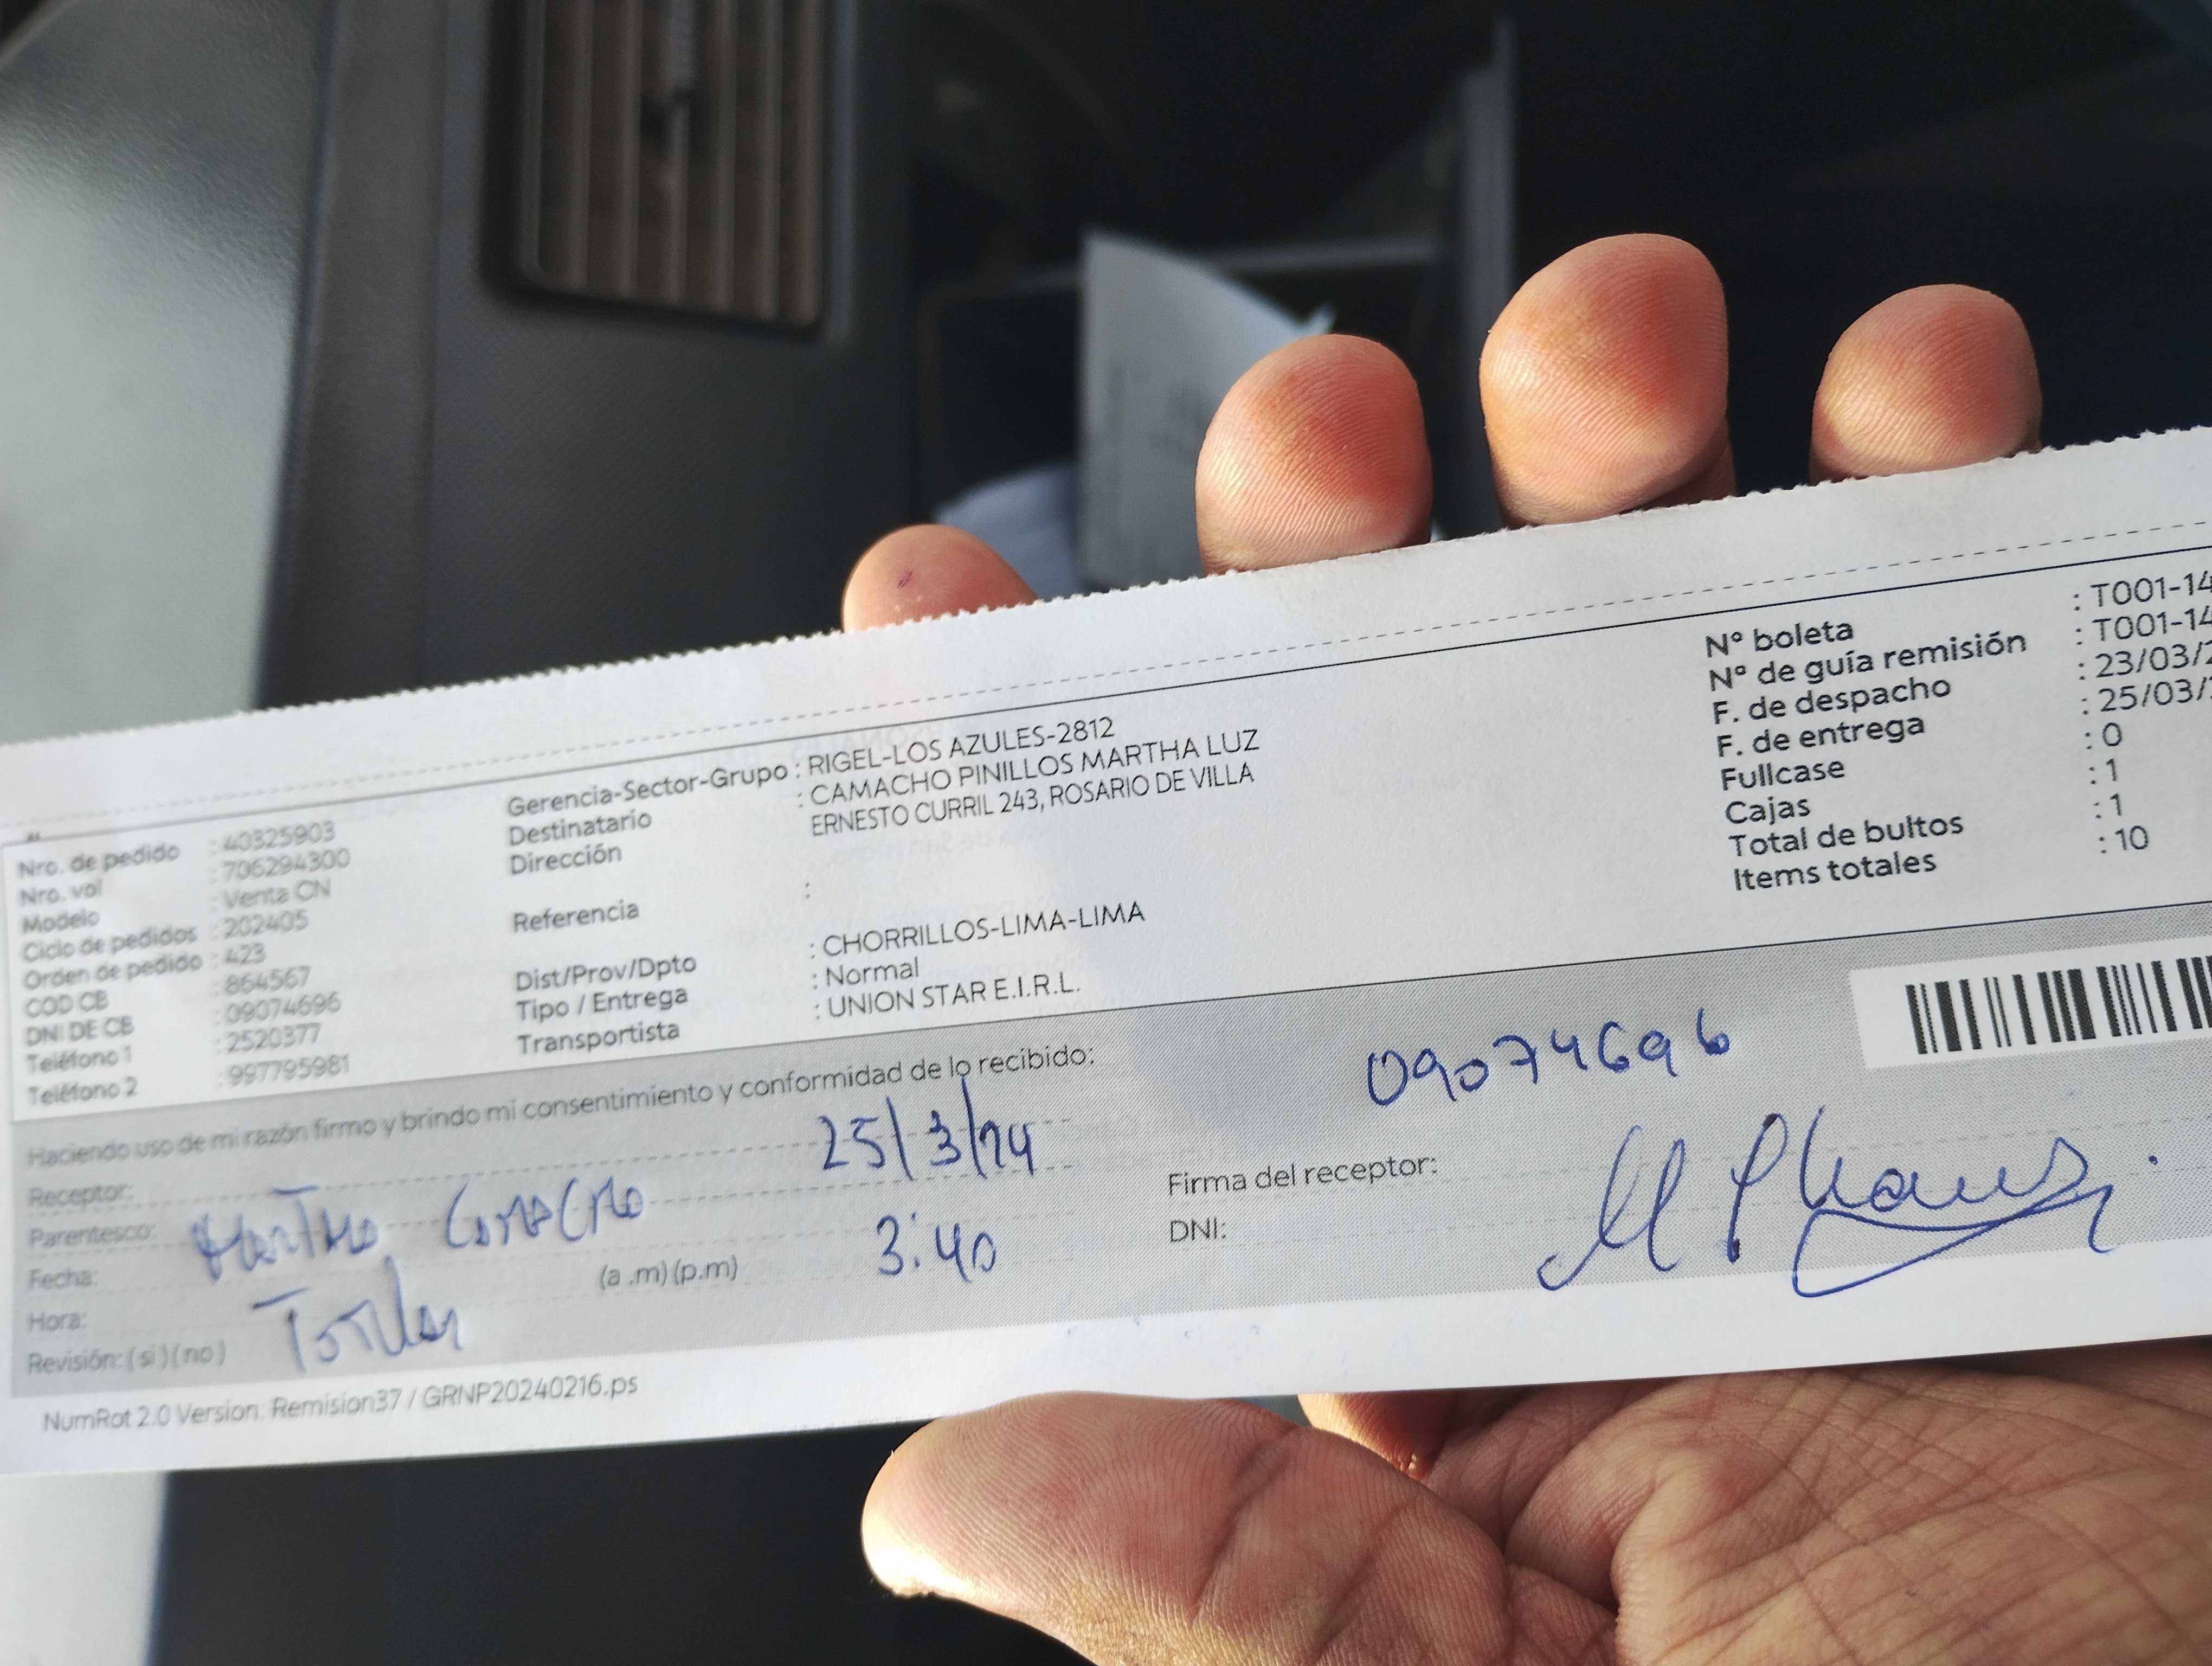 Nro. de pedido : 40325903
Nro. vol : 706294300
Modelo : Venta CN
Ciclo de pedidos : 202405
Orden de pedido : 423
COD CB : 864567
DNI DE CB : 09074696
Teléfono 1 : 2520377
Teléfono 2 : 997795981
Gerencia-Sector-Grupo : RIGEL-LOS AZULES-2812
Destinatario : CAMACHO PINILLOS MARTHA LUZ
Dirección ERNESTO CURRIL 243, ROSARIO DE VILLA
Referencia :
Dist/Prov/Dpto : CHORRILLOS-LIMA-LIMA
Tipo / Entrega : Normal
Transportista : UNION STAR E.I.R.L.
N° boleta : T001-14
N° de guía remisión : T001-14
F. de despacho : 23/03/2
F. de entrega : 25/03/
Fullcase : 0
Cajas : 1
Total de bultos : 1
Items totales : 10
Haciendo uso de mi razón firmo y brindo mi consentimiento y conformidad de lo recibido:
Receptor:
Parentesco: Martha Camacho
Fecha: 25/3/24
Hora: (a .m) (p.m) 3:40
Revisión: ( si ) ( no )
09074696
Firma del receptor:
DNI:
NumRot 2.0 Version: Remision37 / GRNP20240216.ps